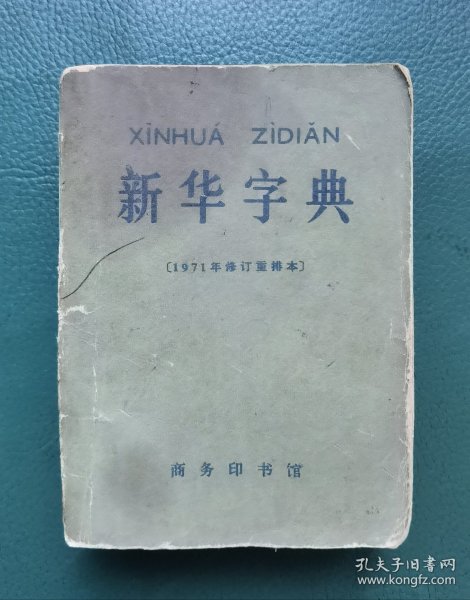 XĪNHUÁ ZÌDIǍN
新华字典
〔1971年修订重排本〕
商务印书馆
孔夫子旧书网
www.kongfz.com